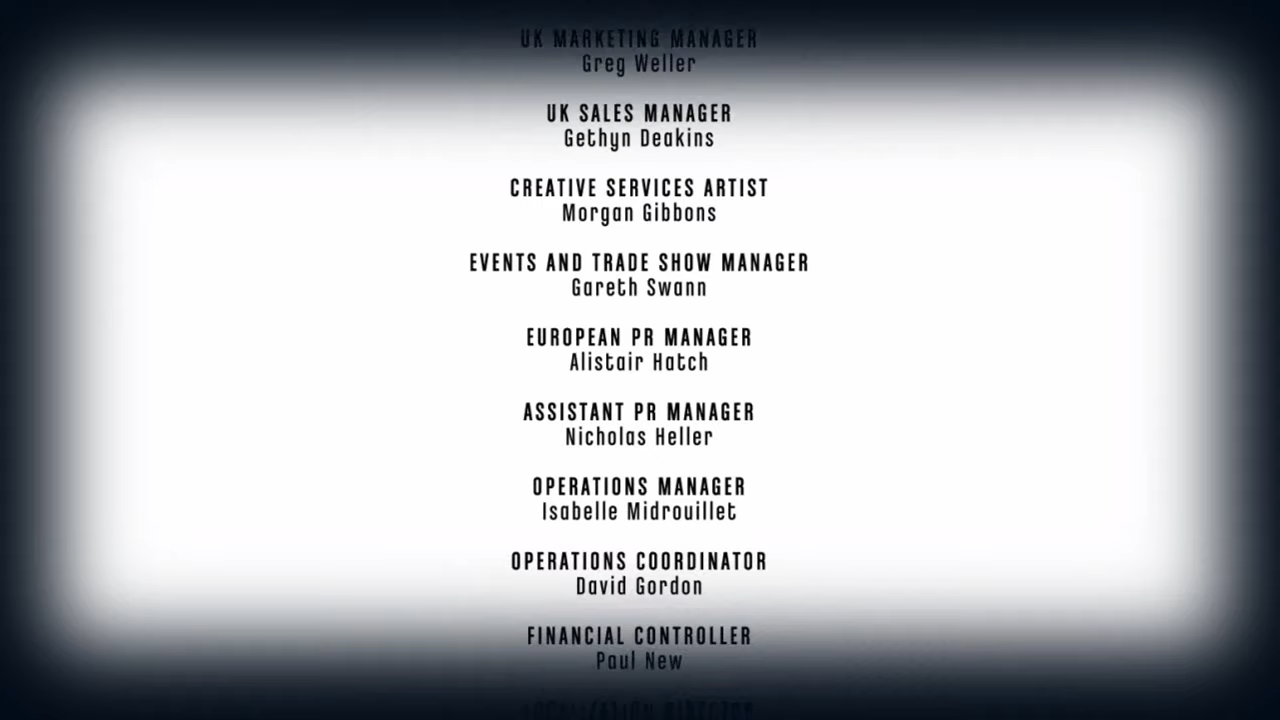 UK MARKETING MANAGER
Greg Weller
UK SALES MANAGER
Gethyn Deakins
CREATIVE SERVICES ARTIST
Morgan Gibbons
EVENTS AND TRADE SHOW MANAGER
Gareth Swann
EUROPEAN PR MANAGER
Alistair Hatch
ASSISTANT PR MANAGER
Nicholas Heller
OPERATIONS MANAGER
Isabelle Midrouillet
OPERATIONS COORDINATOR
David Gordon
FINANCIAL CONTROLLER
Paul New
LOCALIZATION DIRECTOR